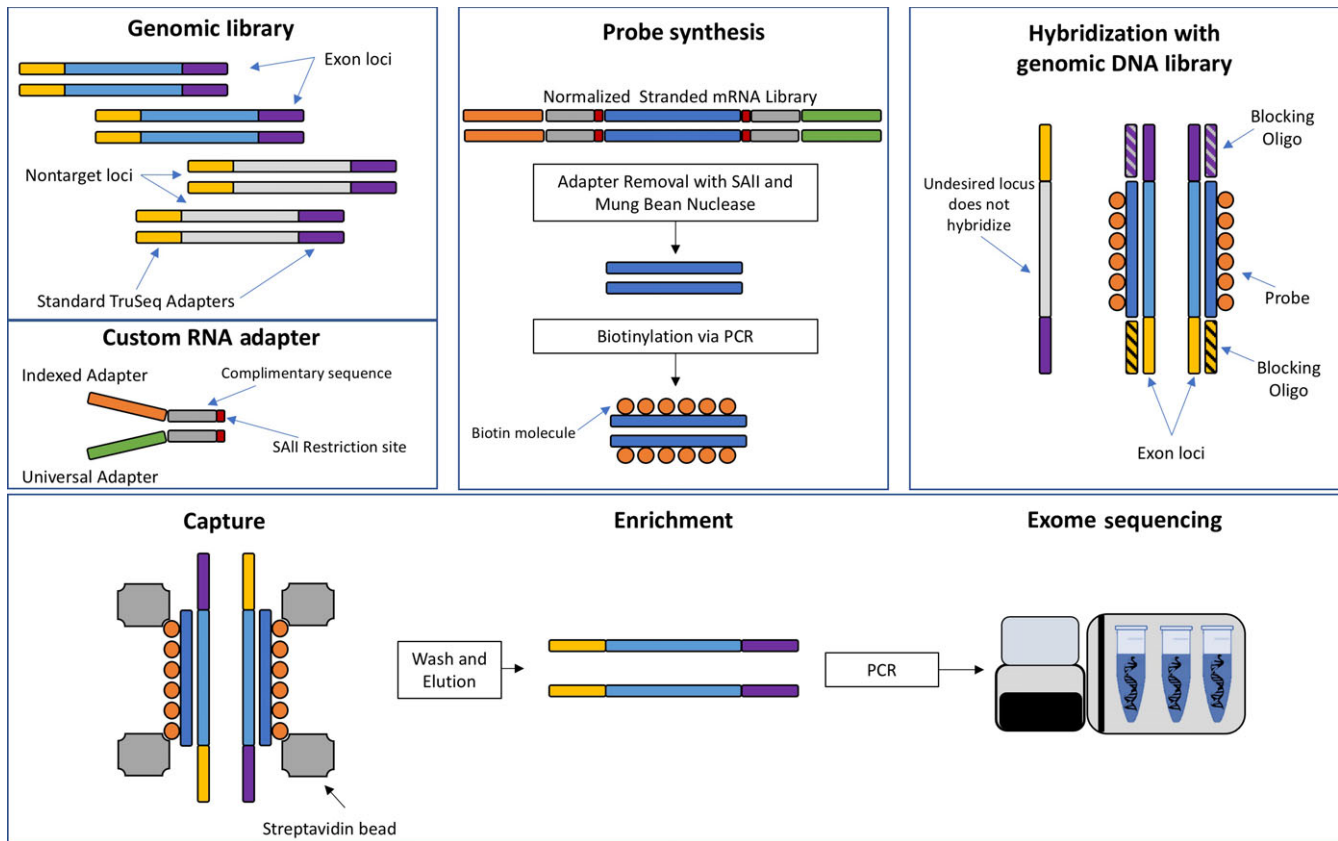 Genomic library
Exon loci
Nontarget loci
Standard TruSeq Adapters
Custom RNA adapter
Indexed Adapter
Complimentary sequence
SAlI Restriction site
Universal Adapter
Probe synthesis
Normalized Stranded mRNA Library
Adapter Removal with SAlI and
Mung Bean Nuclease
Biotinylation via PCR
Biotin molecule
Hybridization with
genomic DNA library
Blocking
Oligo
Undesired locus
does not
hybridize
Probe
Blocking
Oligo
Exon loci
Capture
Streptavidin bead
Wash and
Elution
Enrichment
PCR
Exome sequencing